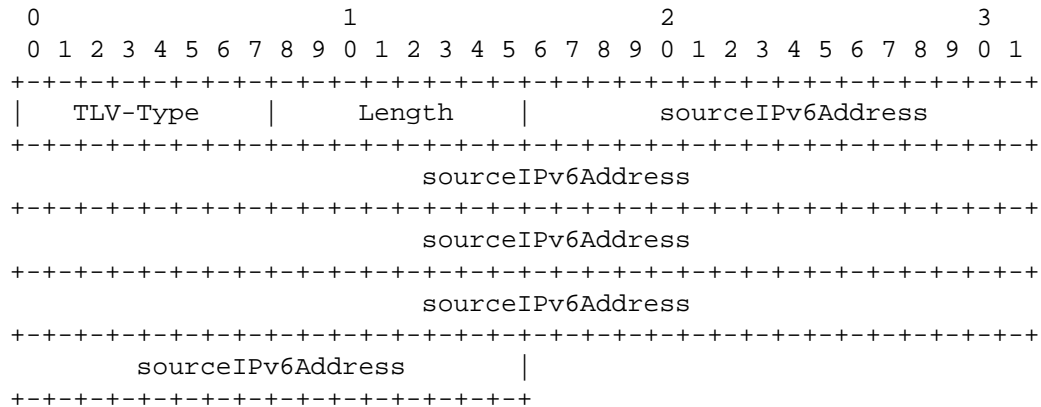 0                   1                   2                   3
 0 1 2 3 4 5 6 7 8 9 0 1 2 3 4 5 6 7 8 9 0 1 2 3 4 5 6 7 8 9 0 1
+-+-+-+-+-+-+-+-+-+-+-+-+-+-+-+-+-+-+-+-+-+-+-+-+-+-+-+-+-+-+-+-+
|   TLV-Type    |     Length    |        sourceIPv6Address
+-+-+-+-+-+-+-+-+-+-+-+-+-+-+-+-+-+-+-+-+-+-+-+-+-+-+-+-+-+-+-+-+
                         sourceIPv6Address
+-+-+-+-+-+-+-+-+-+-+-+-+-+-+-+-+-+-+-+-+-+-+-+-+-+-+-+-+-+-+-+-+
                         sourceIPv6Address
+-+-+-+-+-+-+-+-+-+-+-+-+-+-+-+-+-+-+-+-+-+-+-+-+-+-+-+-+-+-+-+-+
                         sourceIPv6Address
+-+-+-+-+-+-+-+-+-+-+-+-+-+-+-+-+-+-+-+-+-+-+-+-+-+-+-+-+-+-+-+-+
       sourceIPv6Address        |
+-+-+-+-+-+-+-+-+-+-+-+-+-+-+-+-+